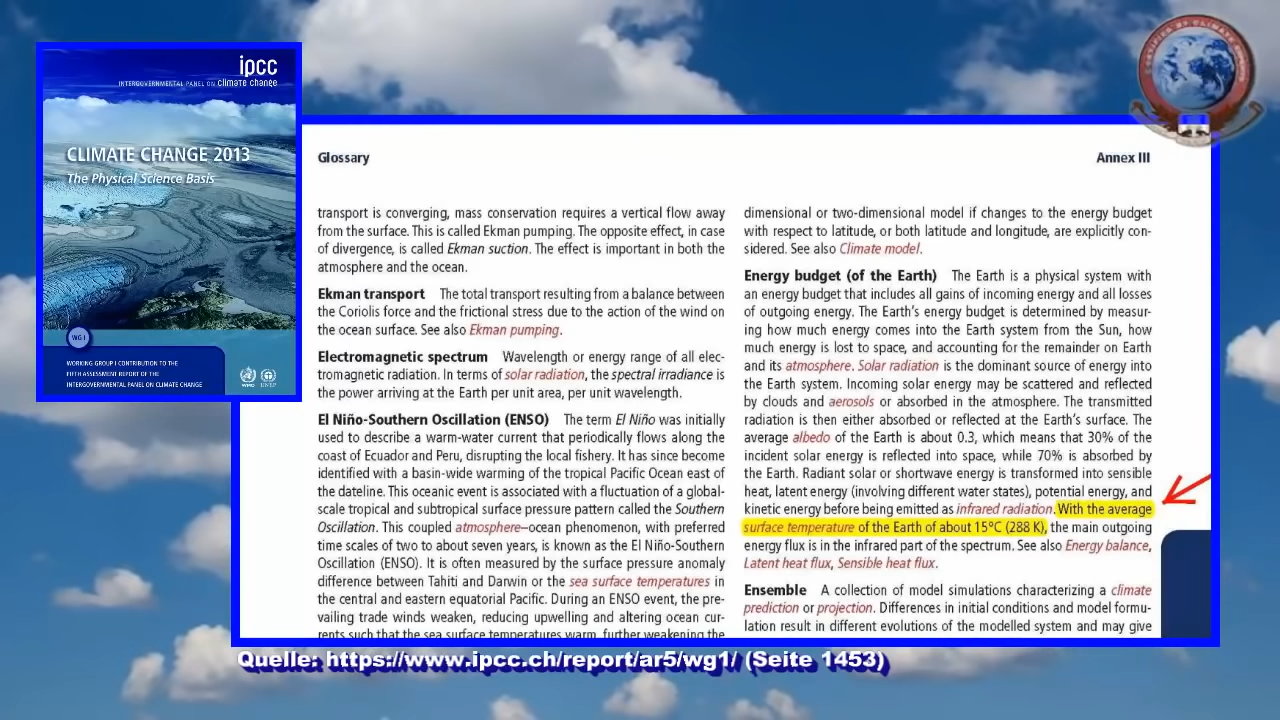 ipcc
INTERGOVERNMENTAL PANEL ON climate change
CLIMATE CHANGE 2013
The Physical Science Basis
WG I
WORKING GROUP I CONTRIBUTION TO THE
FIFTH ASSESSMENT REPORT OF THE
INTERGOVERNMENTAL PANEL ON CLIMATE CHANGE
WMO UNEP
Glossary
Annex III
transport is converging, mass conservation requires a vertical flow away
from the surface. This is called Ekman pumping. The opposite effect, in case
of divergence, is called Ekman suction. The effect is important in both the
atmosphere and the ocean.
Ekman transport The total transport resulting from a balance between
the Coriolis force and the frictional stress due to the action of the wind on
the ocean surface. See also Ekman pumping.
Electromagnetic spectrum Wavelength or energy range of all elec-
tromagnetic radiation. In terms of solar radiation, the spectral irradiance is
the power arriving at the Earth per unit area, per unit wavelength.
El Niño-Southern Oscillation (ENSO) The term El Niño was initially
used to describe a warm-water current that periodically flows along the
coast of Ecuador and Peru, disrupting the local fishery. It has since become
identified with a basin-wide warming of the tropical Pacific Ocean east of
the dateline. This oceanic event is associated with a fluctuation of a global-
scale tropical and subtropical surface pressure pattern called the Southern
Oscillation. This coupled atmosphere–ocean phenomenon, with preferred
time scales of two to about seven years, is known as the El Niño-Southern
Oscillation (ENSO). It is often measured by the surface pressure anomaly
difference between Tahiti and Darwin or the sea surface temperatures in
the central and eastern equatorial Pacific. During an ENSO event, the pre-
vailing trade winds weaken, reducing upwelling and altering ocean cur-
rents such that the sea surface temperatures warm, further weakening the
dimensional or two-dimensional model if changes to the energy budget
with respect to latitude, or both latitude and longitude, are explicitly con-
sidered. See also Climate model.
Energy budget (of the Earth) The Earth is a physical system with
an energy budget that includes all gains of incoming energy and all losses
of outgoing energy. The Earth's energy budget is determined by measur-
ing how much energy comes into the Earth system from the Sun, how
much energy is lost to space, and accounting for the remainder on Earth
and its atmosphere. Solar radiation is the dominant source of energy into
the Earth system. Incoming solar energy may be scattered and reflected
by clouds and aerosols or absorbed in the atmosphere. The transmitted
radiation is then either absorbed or reflected at the Earth's surface. The
average albedo of the Earth is about 0.3, which means that 30% of the
incident solar energy is reflected into space, while 70% is absorbed by
the Earth. Radiant solar or shortwave energy is transformed into sensible
heat, latent energy (involving different water states), potential energy, and
kinetic energy before being emitted as infrared radiation. With the average
surface temperature of the Earth of about 15°C (288 K), the main outgoing
energy flux is in the infrared part of the spectrum. See also Energy balance,
Latent heat flux, Sensible heat flux.
Ensemble A collection of model simulations characterizing a climate
prediction or projection. Differences in initial conditions and model formu-
lation result in different evolutions of the modelled system and may give
Quelle: https://www.ipcc.ch/report/ar5/wg1/ (Seite 1453)